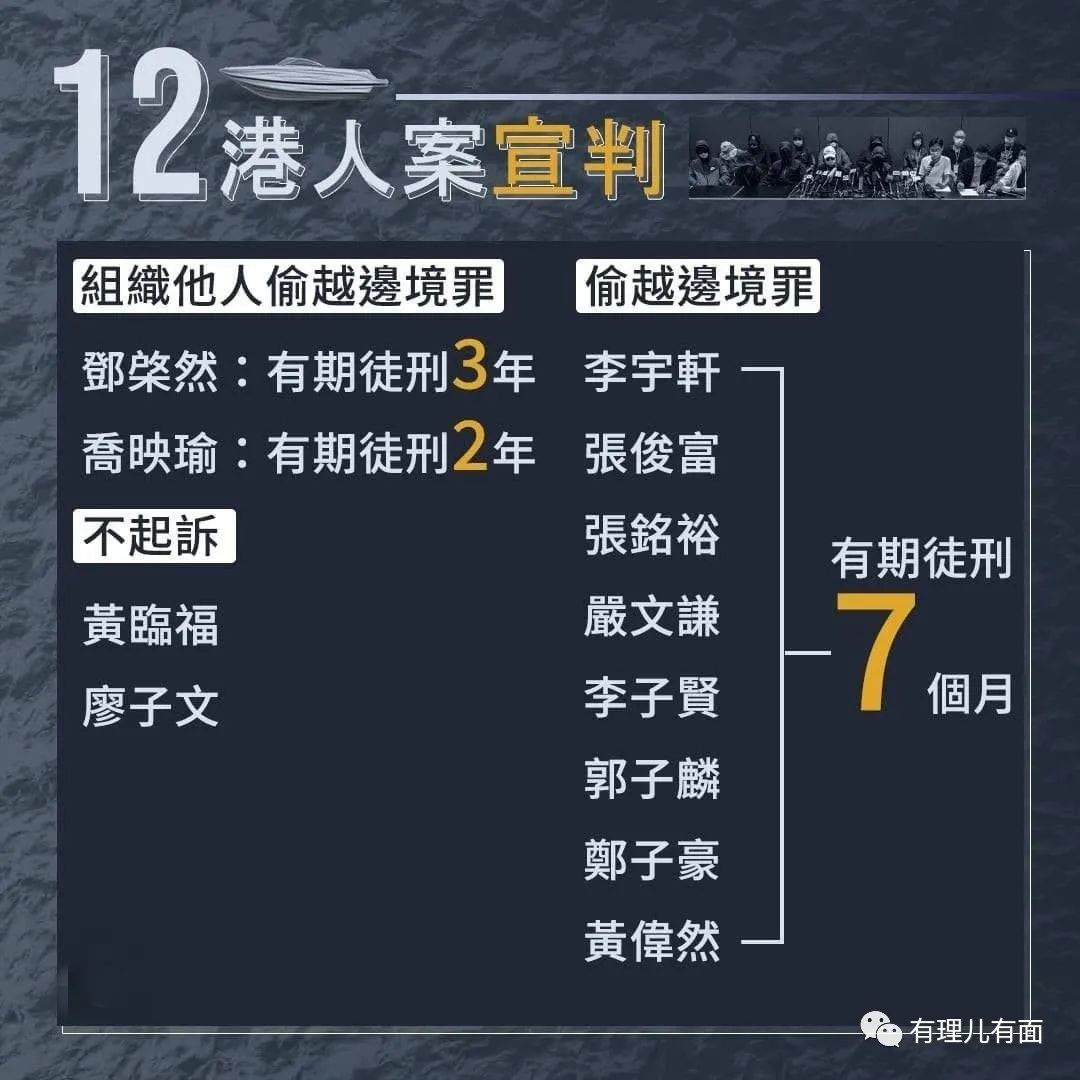 12港人案宣判
組織他人偷越邊境罪
鄧棨然：有期徒刑3年
喬映瑜：有期徒刑2年
不起訴
黃臨福
廖子文
偷越邊境罪
李宇軒
張俊富
張銘裕
嚴文謙
李子賢
郭子麟
鄭子豪
黃偉然
有期徒刑
7個月
有理儿有面